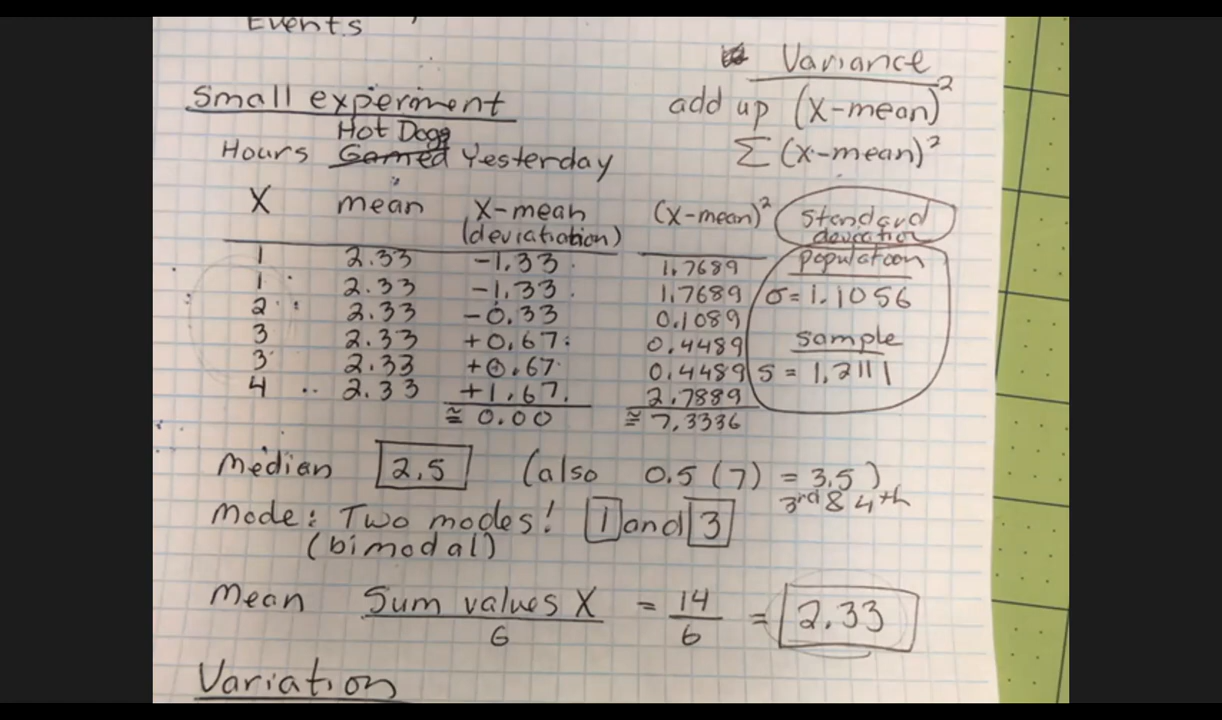 Events
Variance
add up (X-mean)²
Σ(x-mean)²
Small experiment
Hot Dogs
Hours Gamed Yesterday
X mean X-mean (X-mean)² standard
(deviatiotion) deviation
1 2.33 -1.33 1.7689 population
1 2.33 -1.33 1.7689 σ=1.1056
2 2.33 -0.33 0.1089
3 2.33 +0.67 0.4489 sample
3 2.33 +0.67 0.4489 s = 1.2111
4 2.33 +1.67 2.7889
≅ 0.00 ≅ 7.3336
median 2.5 (also 0.5(7) = 3.5)
3rd & 4th
Mode: Two modes! 1 and 3
(bimodal)
Mean Sum values X = 14 = 2.33
6 6
Variation